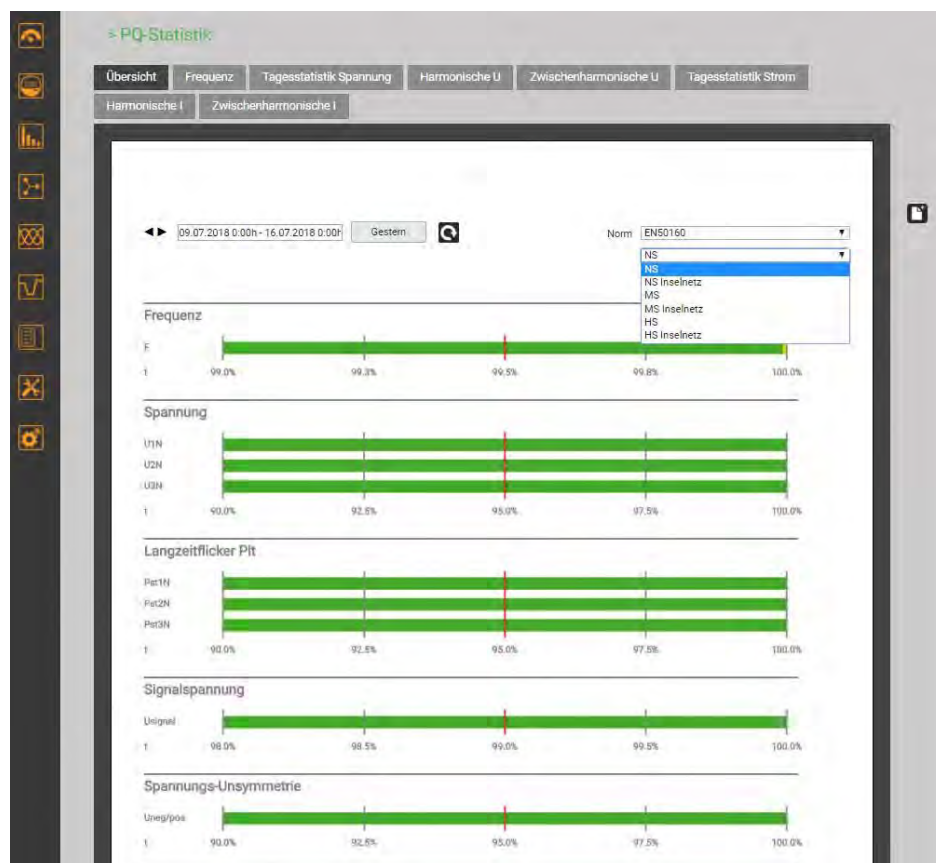 > PQ-Statistik
Übersicht Frequenz Tagesstatistik Spannung Harmonische U Zwischenharmonische U Tagesstatistik Strom
Harmonische I Zwischenharmonische I
09.07.2018 0:00h - 16.07.2018 0:00h Gestern Norm EN50160
NS
NS
NS Inselnetz
MS
MS Inselnetz
HS
HS Inselnetz
Frequenz
F
t 99.0% 99.3% 99.5% 99.8% 100.0%
Spannung
U1N
U2N
U3N
t 90.0% 92.5% 95.0% 97.5% 100.0%
Langzeitflicker Plt
Pst1N
Pst2N
Pst3N
t 90.0% 92.5% 95.0% 97.5% 100.0%
Signalspannung
Usignal
t 98.0% 98.5% 99.0% 99.5% 100.0%
Spannungs-Unsymmetrie
Uneg/pos
t 90.0% 92.5% 95.0% 97.5% 100.0%